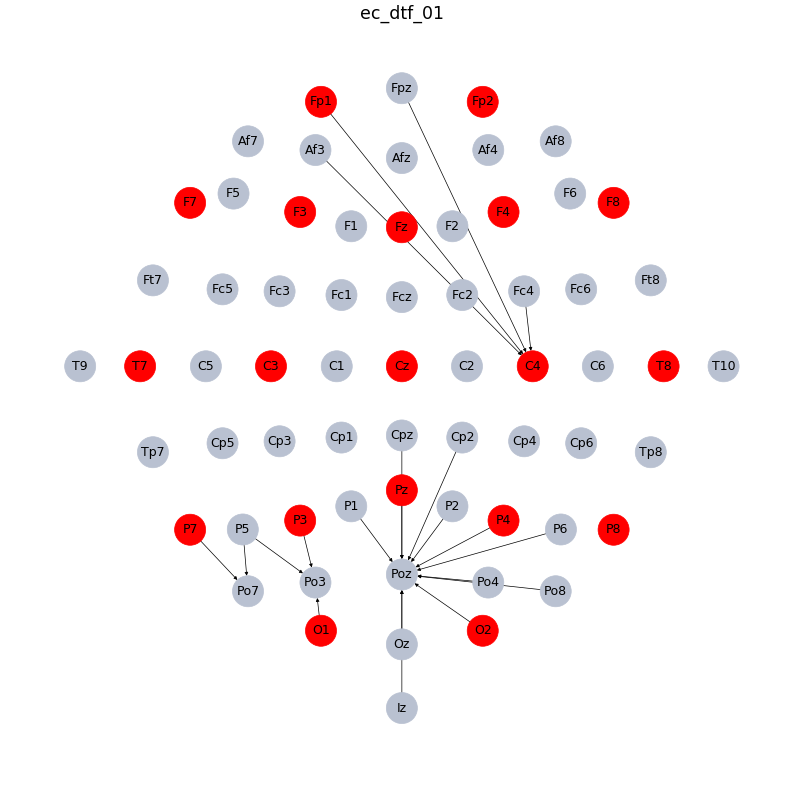 ec_dtf_01
Fpz
Fp1 Fp2
Af7 Af3 Afz Af4 Af8
F7 F5 F3 F1 Fz F2 F4 F6 F8
Ft7 Fc5 Fc3 Fc1 Fcz Fc2 Fc4 Fc6 Ft8
T9 T7 C5 C3 C1 Cz C2 C4 C6 T8 T10
Tp7 Cp5 Cp3 Cp1 Cpz Cp2 Cp4 Cp6 Tp8
P7 P5 P3 P1 Pz P2 P4 P6 P8
Po7 Po3 Poz Po4 Po8
O1 Oz O2
Iz